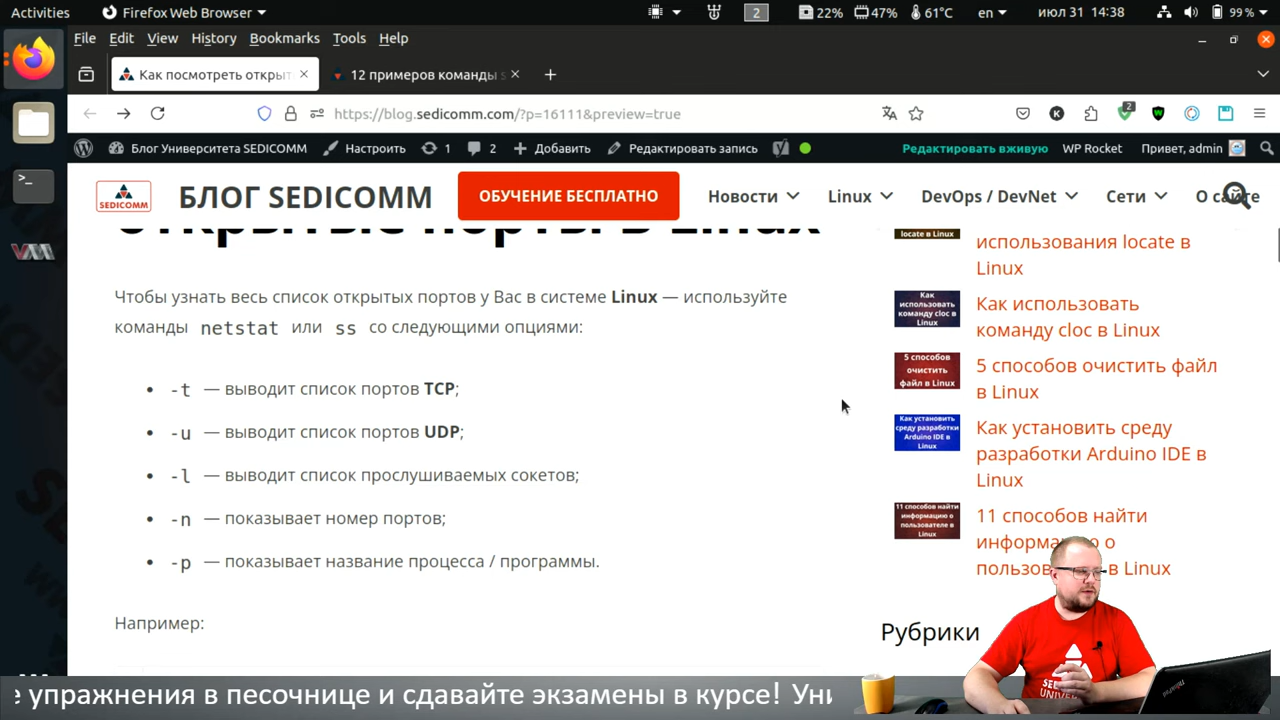 Activities
Firefox Web Browser
2
22%
47%
61°C
en
июл 31 14:38
99 %
File Edit View History Bookmarks Tools Help
Как посмотреть открыт
12 примеров команды s
https://blog.sedicomm.com/?p=16111&preview=true
2
Блог Университета SEDICOMM
Настроить
1
2
Добавить
Редактировать запись
Редактировать вживую
WP Rocket
Привет, admin
SEDICOMM
БЛОГ SEDICOMM
ОБУЧЕНИЕ БЕСПЛАТНО
Новости
Linux
DevOps / DevNet
Сети
О сайте
открытые порты в Linux
Чтобы узнать весь список открытых портов у Вас в системе Linux — используйте
команды netstat или ss со следующими опциями:
-t — выводит список портов TCP;
-u — выводит список портов UDP;
-l — выводит список прослушиваемых сокетов;
-n — показывает номер портов;
-p — показывает название процесса / программы.
Например:
locate в Linux
использования locate в
Linux
Как
использовать
команду cloc в
Linux
Как использовать
команду cloc в Linux
5 способов
очистить
файл в Linux
5 способов очистить файл
в Linux
Как установить
среду разработки
Arduino IDE в
Linux
Как установить среду
разработки Arduino IDE в
Linux
11 способов найти
информацию о
пользователе в
Linux
11 способов найти
информацию о
пользов в Linux
Рубрики
е упражнения в песочнице и сдавайте экзамены в курсе! Уни